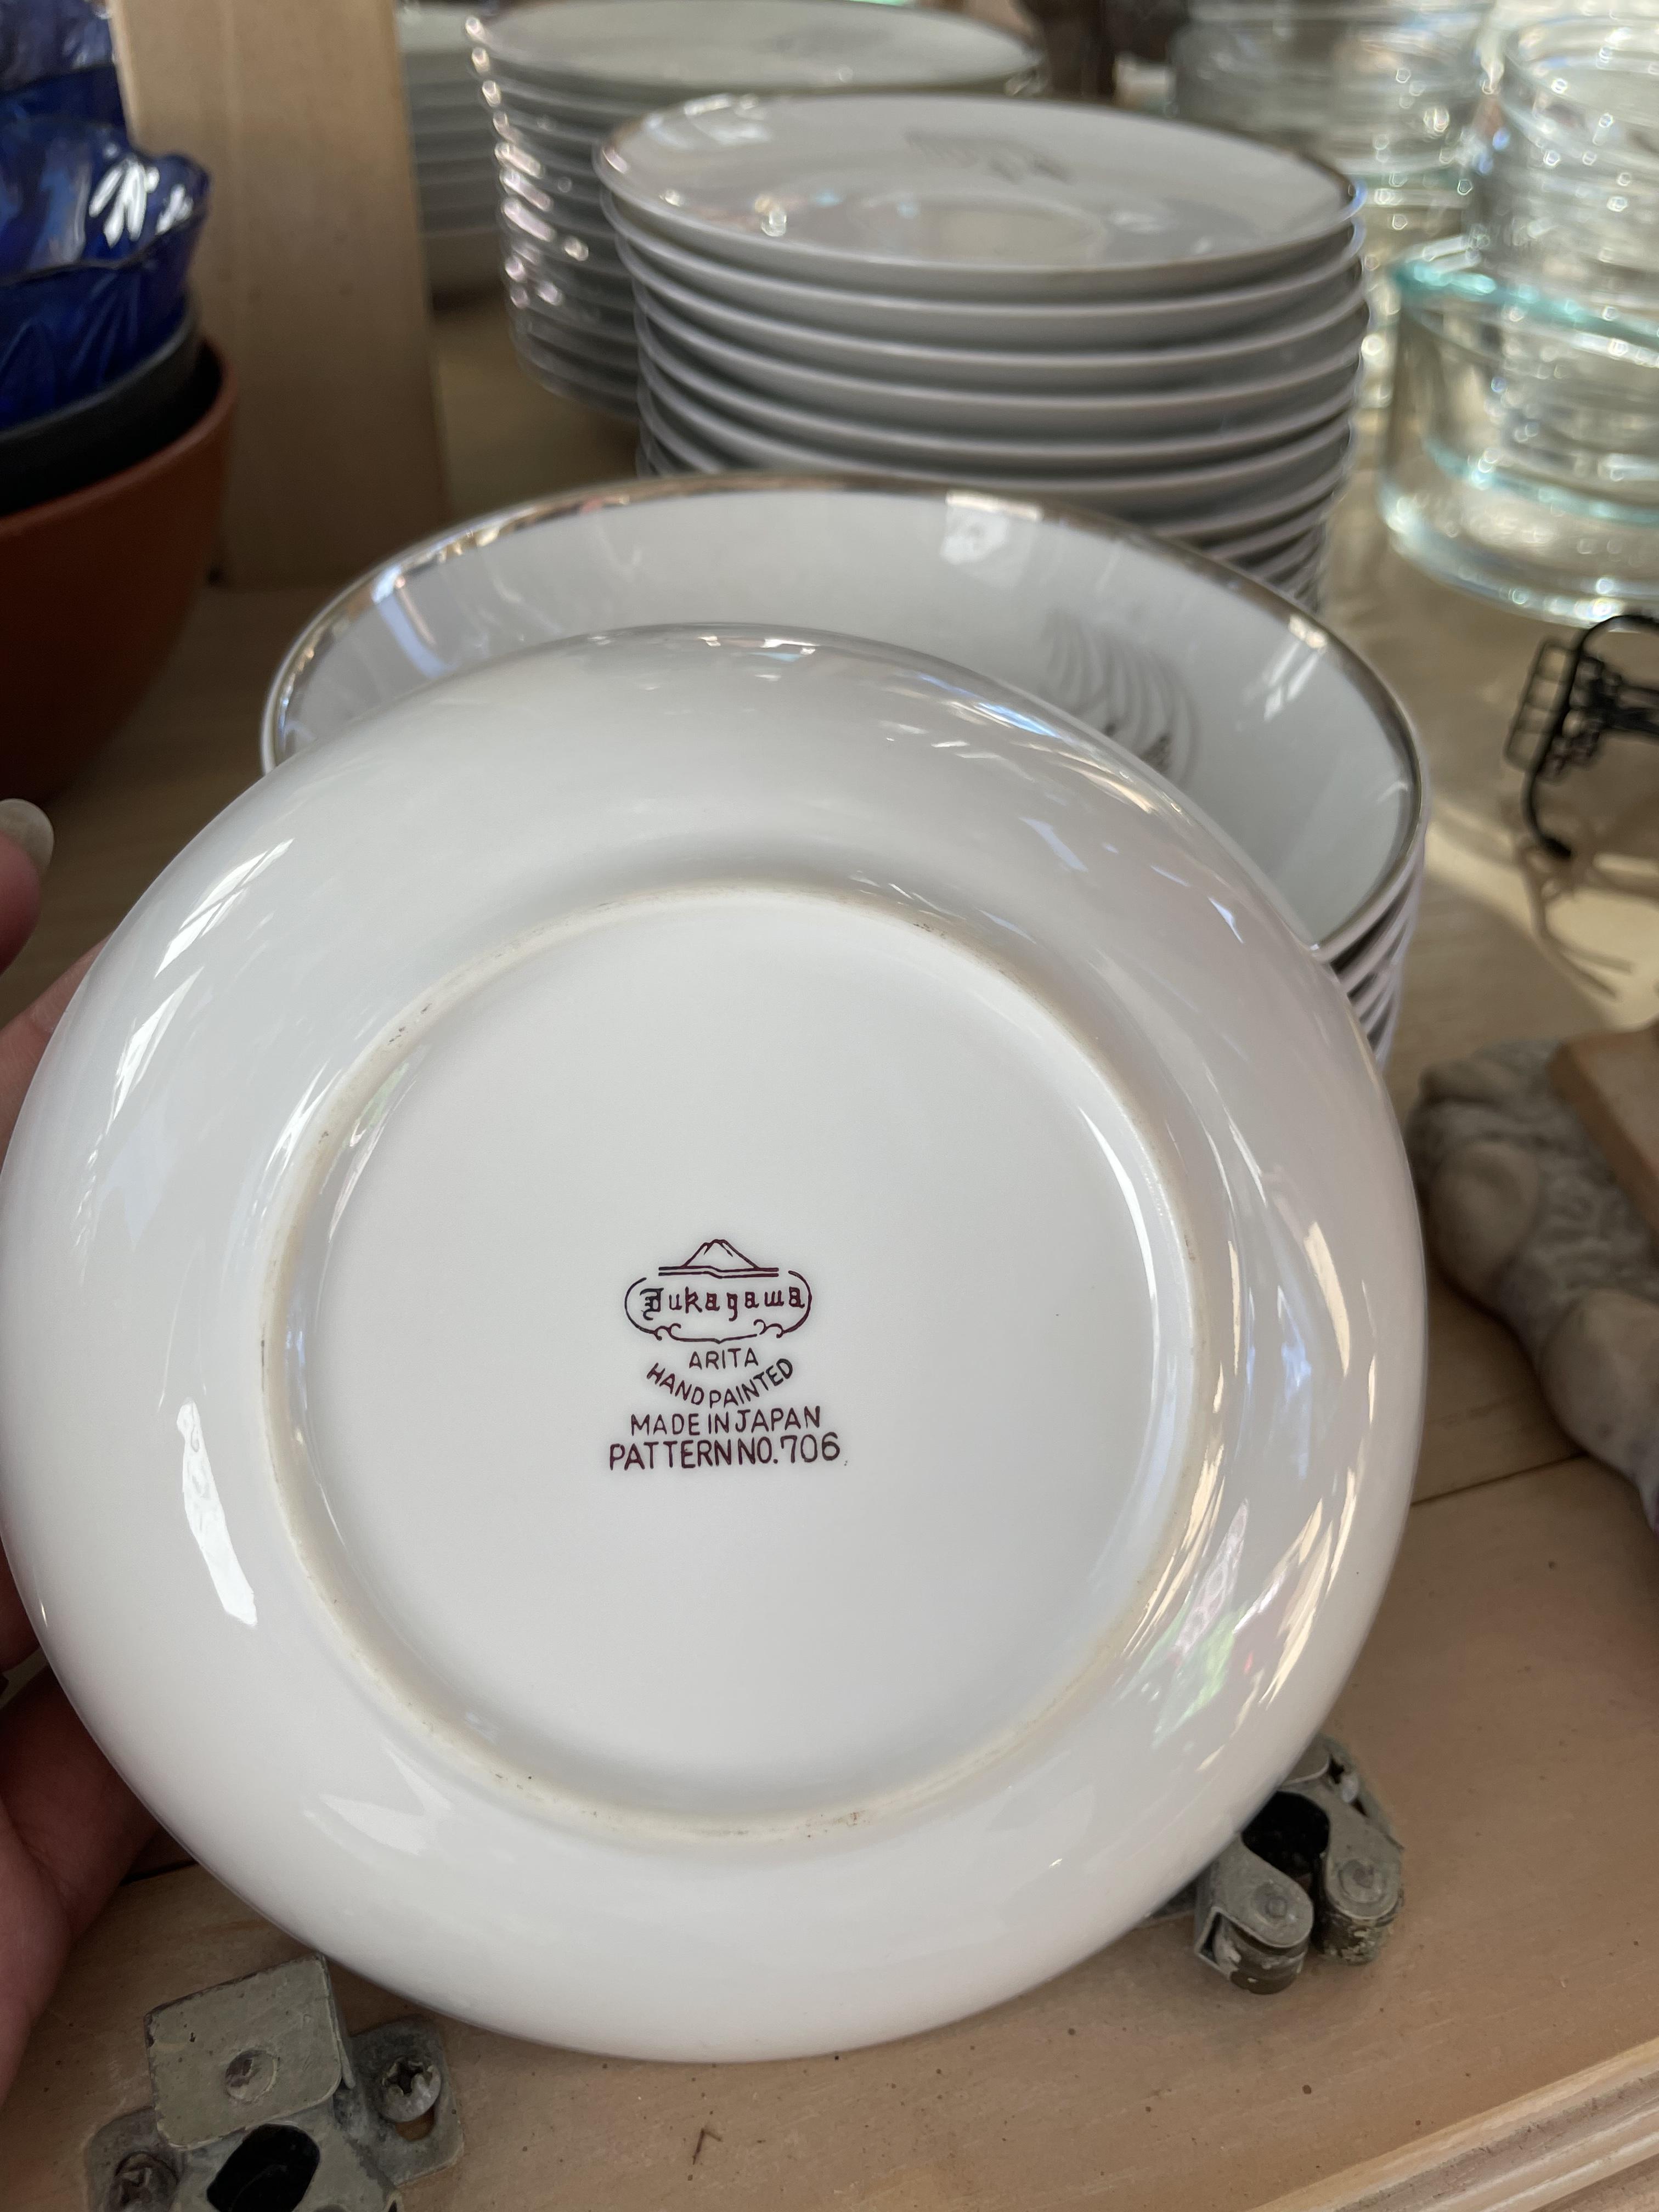 Fukagawa
ARITA
HAND PAINTED
MADE IN JAPAN
PATTERN NO. 706